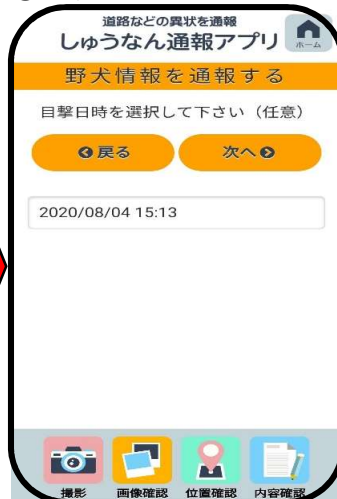 道路などの異状を通報
しゅうなん通報アプリ
ホーム
野犬情報を通報する
目撃日時を選択して下さい（任意）
戻る 次へ
2020/08/04 15:13
撮影 画像確認 位置確認 内容確認